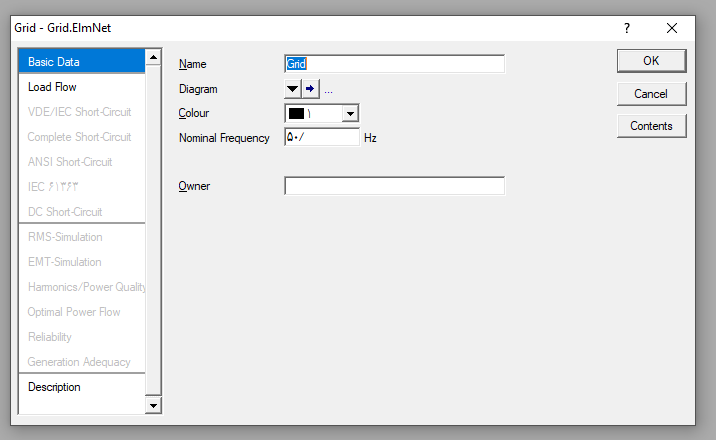 Grid - Grid.ElmNet
?
Basic Data
Load Flow
VDE/IEC Short-Circuit
Complete Short-Circuit
ANSI Short-Circuit
IEC ۶۱۳۶۳
DC Short-Circuit
RMS-Simulation
EMT-Simulation
Harmonics/Power Quality
Optimal Power Flow
Reliability
Generation Adequacy
Description
Name Grid
Diagram ...
Colour ۱
Nominal Frequency ۵۰/ Hz
Owner
OK
Cancel
Contents